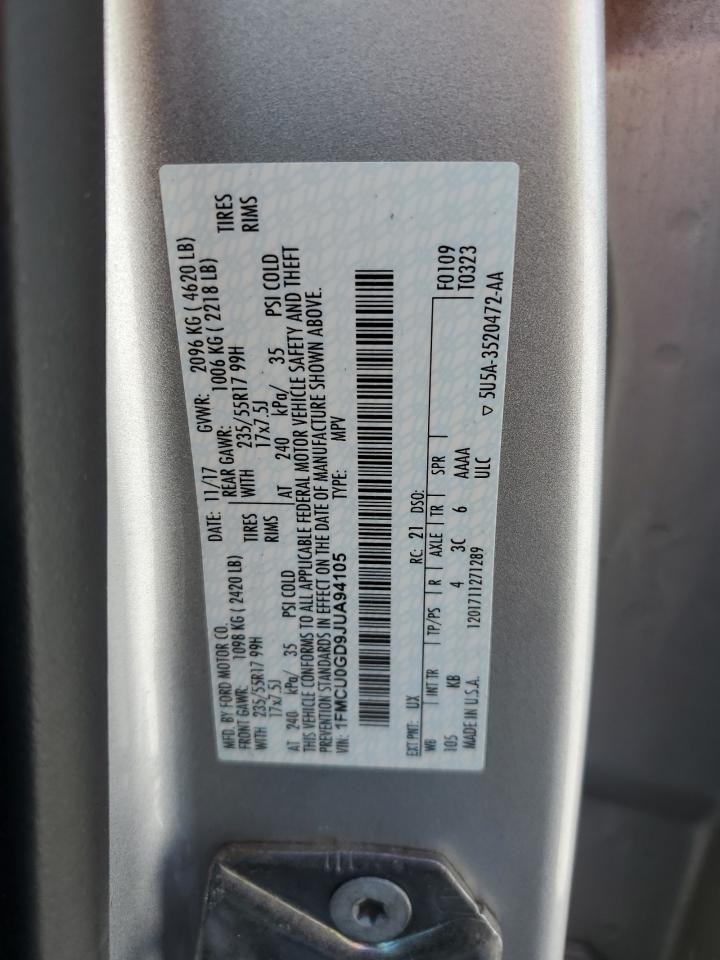 MFD. BY FORD MOTOR CO.
DATE: 11/17 GVWR: 2096 KG ( 4620 LB)
FRONT GAWR: 1098 KG ( 2420 LB) REAR GAWR: 1006 KG ( 2218 LB)
WITH 235/55R17 99H TIRES WITH 235/55R17 99H TIRES
17x7.5J RIMS 17x7.5J RIMS
AT 240 kPa/ 35 PSI COLD AT 240 kPa/ 35 PSI COLD
THIS VEHICLE CONFORMS TO ALL APPLICABLE FEDERAL MOTOR VEHICLE SAFETY AND THEFT
PREVENTION STANDARDS IN EFFECT ON THE DATE OF MANUFACTURE SHOWN ABOVE.
VIN: 1FMCU0GD9JUA94105 TYPE: MPV
EXT PNT: UX RC: 21 DSO: F0109
WB INT TR TP/PS R AXLE TR SPR T0323
105 KB 4 3C 6 AAAA
MADE IN U.S.A. 1201711271289 ULC ▽ 5U5A-3520472-AA